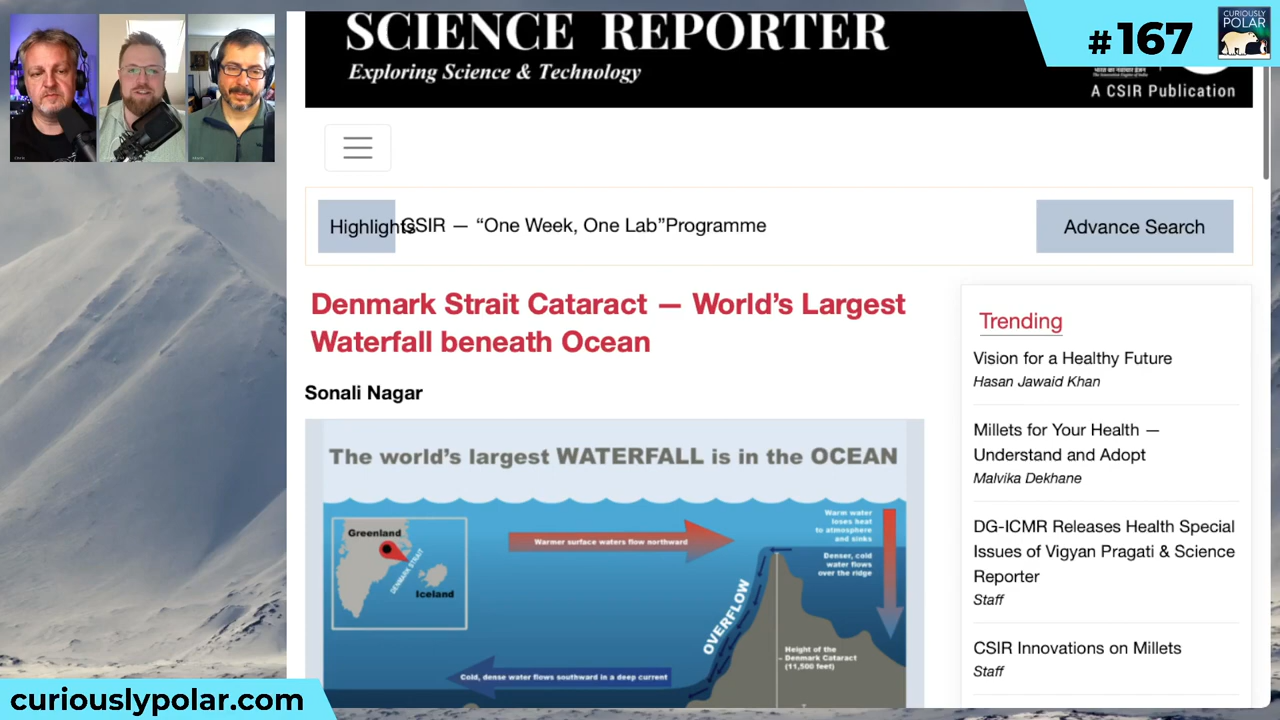 #167
CURIOUSLY
POLAR
SCIENCE REPORTER
Exploring Science & Technology
A CSIR Publication
Highlights
CSIR — “One Week, One Lab”Programme
Advance Search
Denmark Strait Cataract — World’s Largest
Waterfall beneath Ocean
Sonali Nagar
The world’s largest WATERFALL is in the OCEAN
Greenland
DENMARK STRAIT
Iceland
Warmer surface waters flow northward
Warm water
loses heat
to atmosphere
and sinks
Denser, cold
water flows
over the ridge
OVERFLOW
Height of the
Denmark Cataract
(11,500 feet)
Cold, dense water flows southward in a deep current
Trending
Vision for a Healthy Future
Hasan Jawaid Khan
Millets for Your Health —
Understand and Adopt
Malvika Dekhane
DG-ICMR Releases Health Special
Issues of Vigyan Pragati & Science
Reporter
Staff
CSIR Innovations on Millets
Staff
curiouslypolar.com